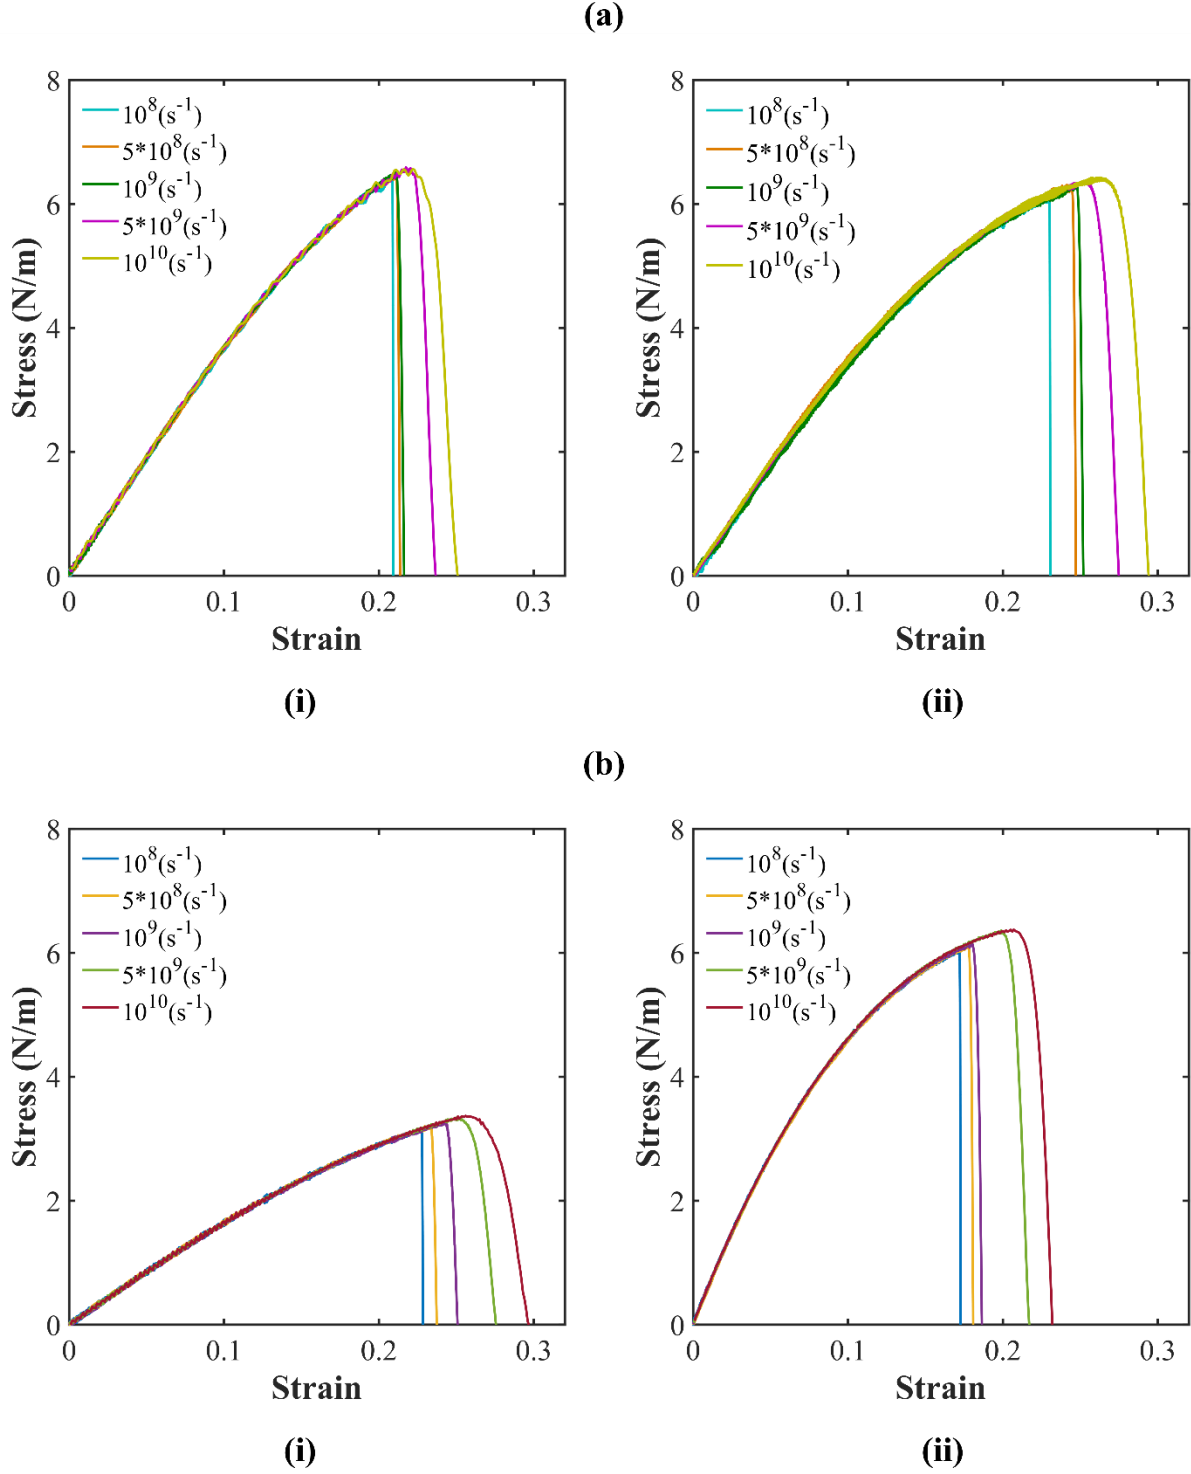 (a)
8
6
4
2
0
Stress (N/m)
10^8(s^-1)
5*10^8(s^-1)
10^9(s^-1)
5*10^9(s^-1)
10^10(s^-1)
0 0.1 0.2 0.3
Strain
(i)
8
6
4
2
0
Stress (N/m)
10^8(s^-1)
5*10^8(s^-1)
10^9(s^-1)
5*10^9(s^-1)
10^10(s^-1)
0 0.1 0.2 0.3
Strain
(ii)
(b)
8
6
4
2
0
Stress (N/m)
10^8(s^-1)
5*10^8(s^-1)
10^9(s^-1)
5*10^9(s^-1)
10^10(s^-1)
0 0.1 0.2 0.3
Strain
(i)
8
6
4
2
0
Stress (N/m)
10^8(s^-1)
5*10^8(s^-1)
10^9(s^-1)
5*10^9(s^-1)
10^10(s^-1)
0 0.1 0.2 0.3
Strain
(ii)